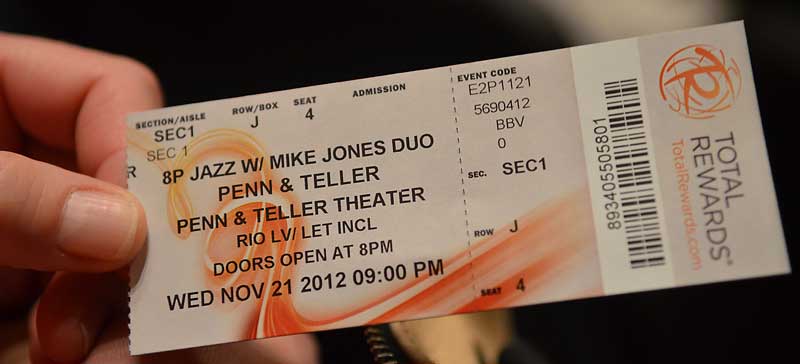 SECTION/AISLE ROW/BOX SEAT ADMISSION
SEC1 J 4
SEC 1
R
8P JAZZ W/ MIKE JONES DUO
PENN & TELLER
PENN & TELLER THEATER
RIO LV/ LET INCL
DOORS OPEN AT 8PM
WED NOV 21 2012 09:00 PM
EVENT CODE
E2P1121
5690412
BBV
0
SEC. SEC1
ROW J
SEAT 4
893405505801
TR
TOTAL
REWARDS®
TotalRewards.com